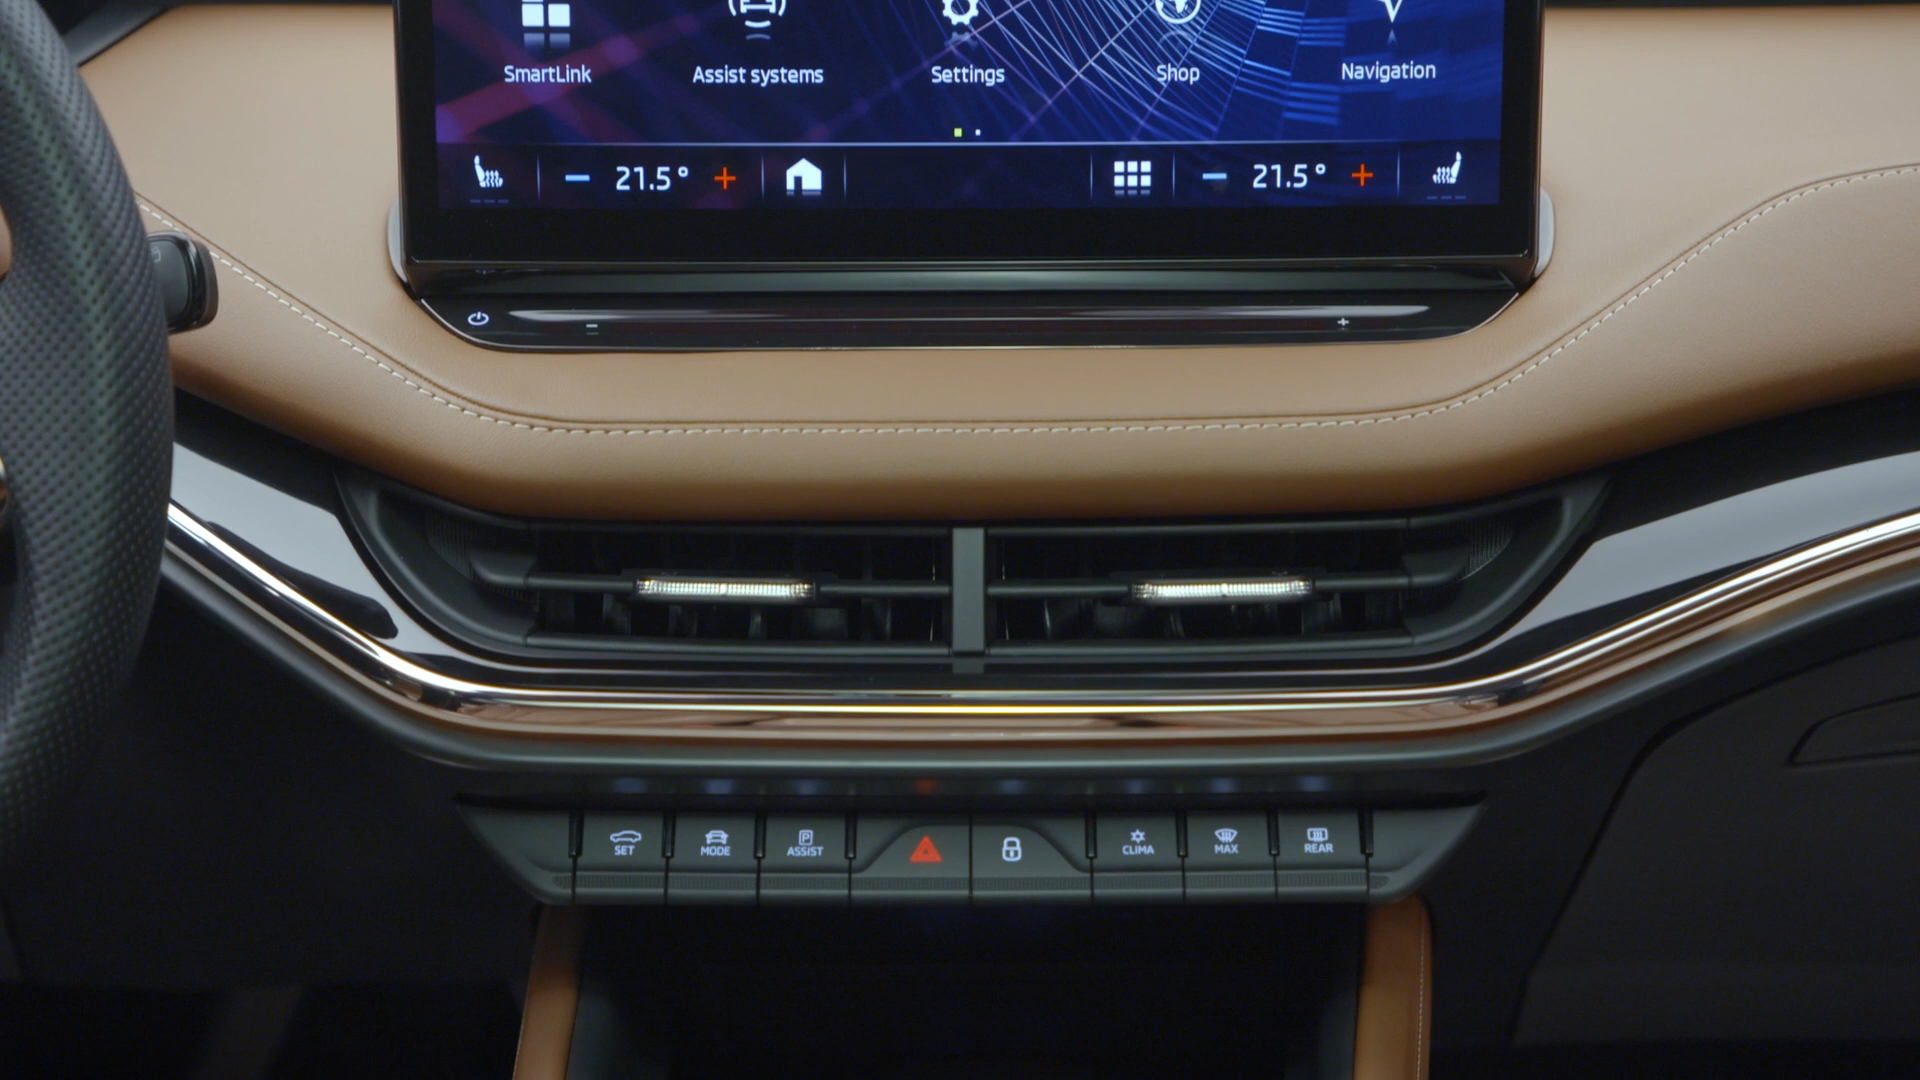 SmartLink
Assist systems
Settings
Shop
Navigation
− 21.5° +
− 21.5° +
− +
SET
MODE
P
ASSIST
CLIMA
MAX
REAR